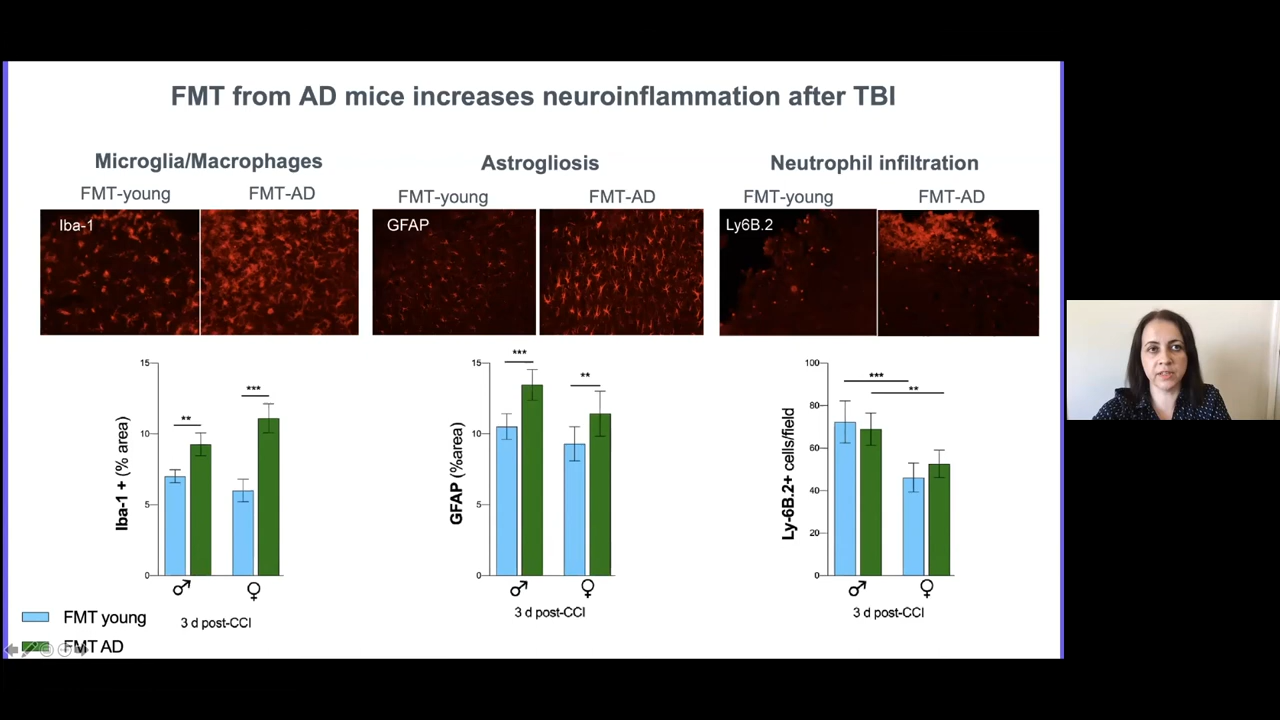 FMT from AD mice increases neuroinflammation after TBI
Microglia/Macrophages
FMT-young FMT-AD
Iba-1
15
10
5
0
Iba-1 + (% area)
**
***
♂ ♀
3 d post-CCI
Astrogliosis
FMT-young FMT-AD
GFAP
15
10
5
0
GFAP (%area)
***
**
♂ ♀
3 d post-CCI
Neutrophil infiltration
FMT-young FMT-AD
Ly6B.2
100
80
60
40
20
0
Ly-6B.2+ cells/field
***
**
♂ ♀
3 d post-CCI
FMT young
FMT AD